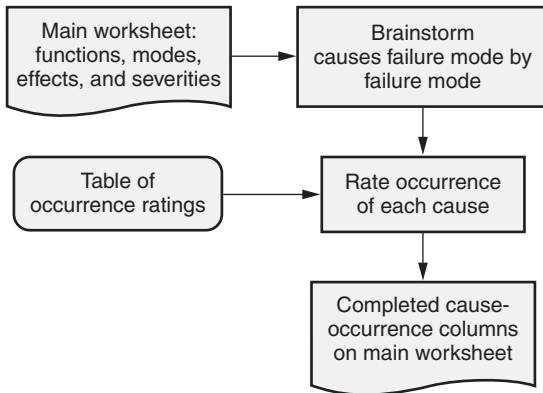 Main worksheet:
functions, modes,
effects, and severities
Brainstorm
causes failure mode by
failure mode
Table of
occurrence ratings
Rate occurrence
of each cause
Completed cause-
occurrence columns
on main worksheet